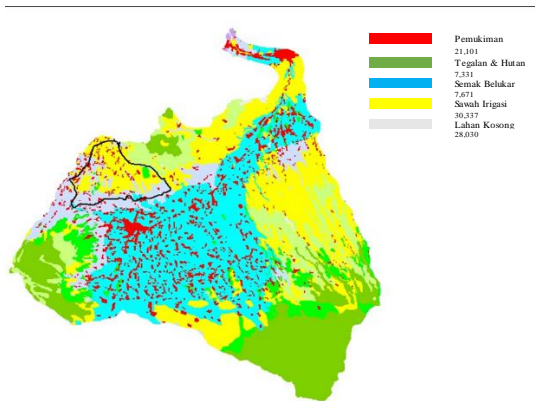 Pemukiman
21,101
Tegalan & Hutan
7,331
Semak Belukar
7,671
Sawah Irigasi
30,337
Lahan Kosong
28,030